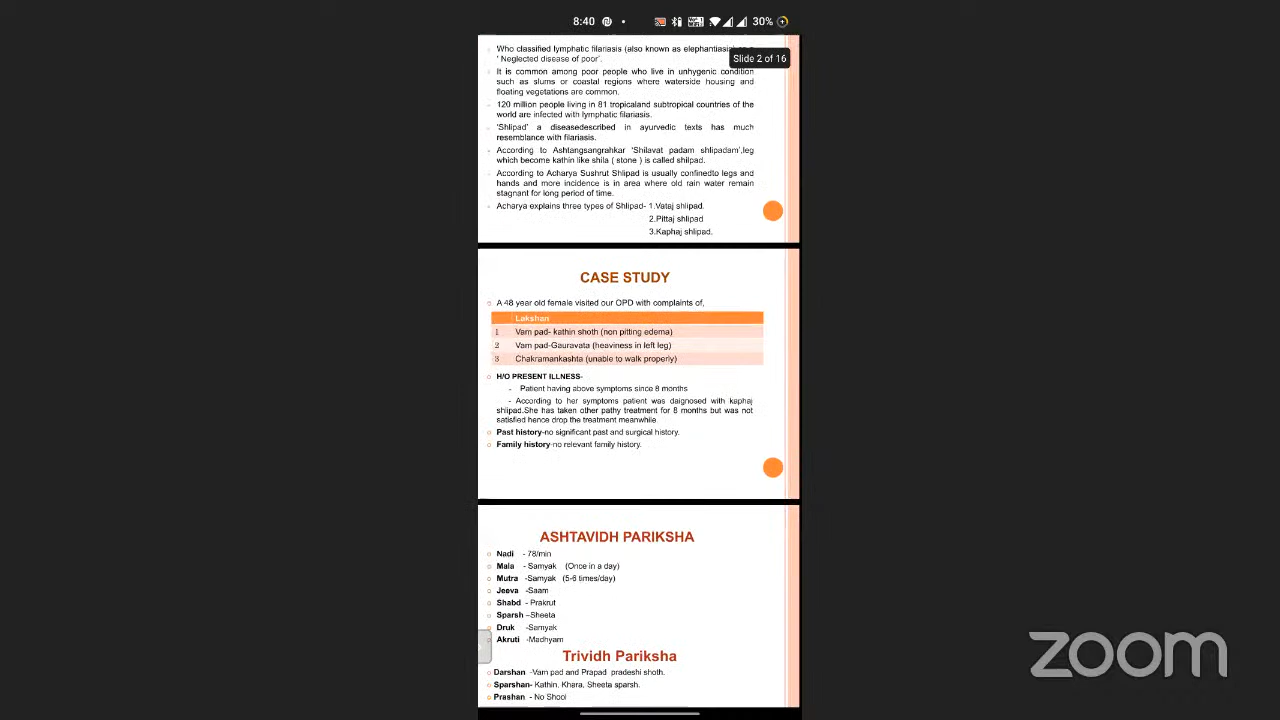 8:40
30%
Slide 2 of 16
Who classified lymphatic filariasis (also known as elephantiasis)
' Neglected disease of poor'.
It is common among poor people who live in unhygenic condition
such as slums or coastal regions where waterside housing and
floating vegetations are common.
120 million people living in 81 tropicaland subtropical countries of the
world are infected with lymphatic filariasis.
'Shlipad' a diseasedescribed in ayurvedic texts has much
resemblance with filariasis.
According to Ashtangsangrahkar 'Shilavat padam shlipadam',leg
which become kathin like shila ( stone ) is called shilpad.
According to Acharya Sushrut Shlipad is usually confinedto legs and
hands and more incidence is in area where old rain water remain
stagnant for long period of time.
Acharya explains three types of Shlipad- 1.Vataj shlipad.
2.Pittaj shlipad
3.Kaphaj shlipad.
CASE STUDY
A 48 year old female visited our OPD with complaints of,
Lakshan
1 Vam pad- kathin shoth (non pitting edema)
2 Vam pad-Gauravata (heaviness in left leg)
3 Chakramankashta (unable to walk properly)
H/O PRESENT ILLNESS-
- Patient having above symptoms since 8 months
- According to her symptoms patient was daignosed with kaphaj
shlipad.She has taken other pathy treatment for 8 months but was not
satisfied hence drop the treatment meanwhile
Past history-no significant past and surgical history.
Family history-no relevant family history.
ASHTAVIDH PARIKSHA
Nadi - 78/min
Mala - Samyak (Once in a day)
Mutra -Samyak (5-6 times/day)
Jeeva -Saam
Shabd - Prakrut
Sparsh –Sheeta
Druk -Samyak
Akruti -Madhyam
Trividh Pariksha
Darshan -Vam pad and Prapad pradeshi shoth.
Sparshan- Kathin, Khara, Sheeta sparsh.
Prashan - No Shool
zoom